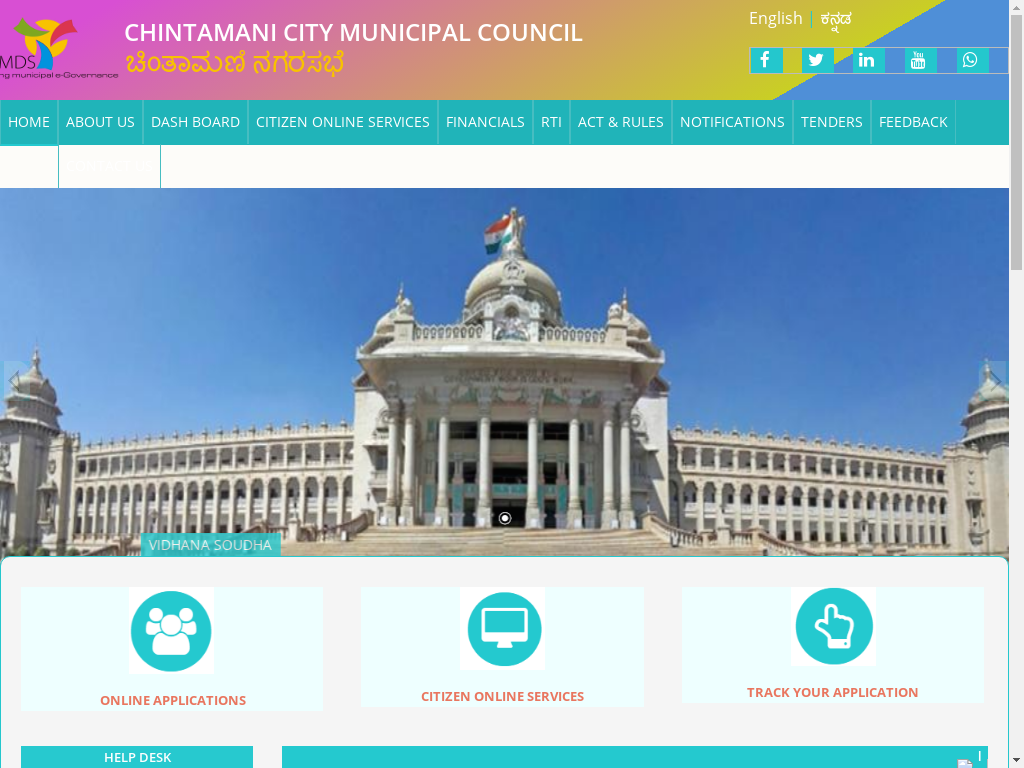 CHINTAMANI CITY MUNICIPAL COUNCIL
ಚಿಂತಾಮಣಿ ನಗರಸಭೆ
English | ಕನ್ನಡ
MDS
ng municipal e-Governance
HOME
ABOUT US
DASH BOARD
CITIZEN ONLINE SERVICES
FINANCIALS
RTI
ACT & RULES
NOTIFICATIONS
TENDERS
FEEDBACK
VIDHANA SOUDHA
ONLINE APPLICATIONS
CITIZEN ONLINE SERVICES
TRACK YOUR APPLICATION
HELP DESK